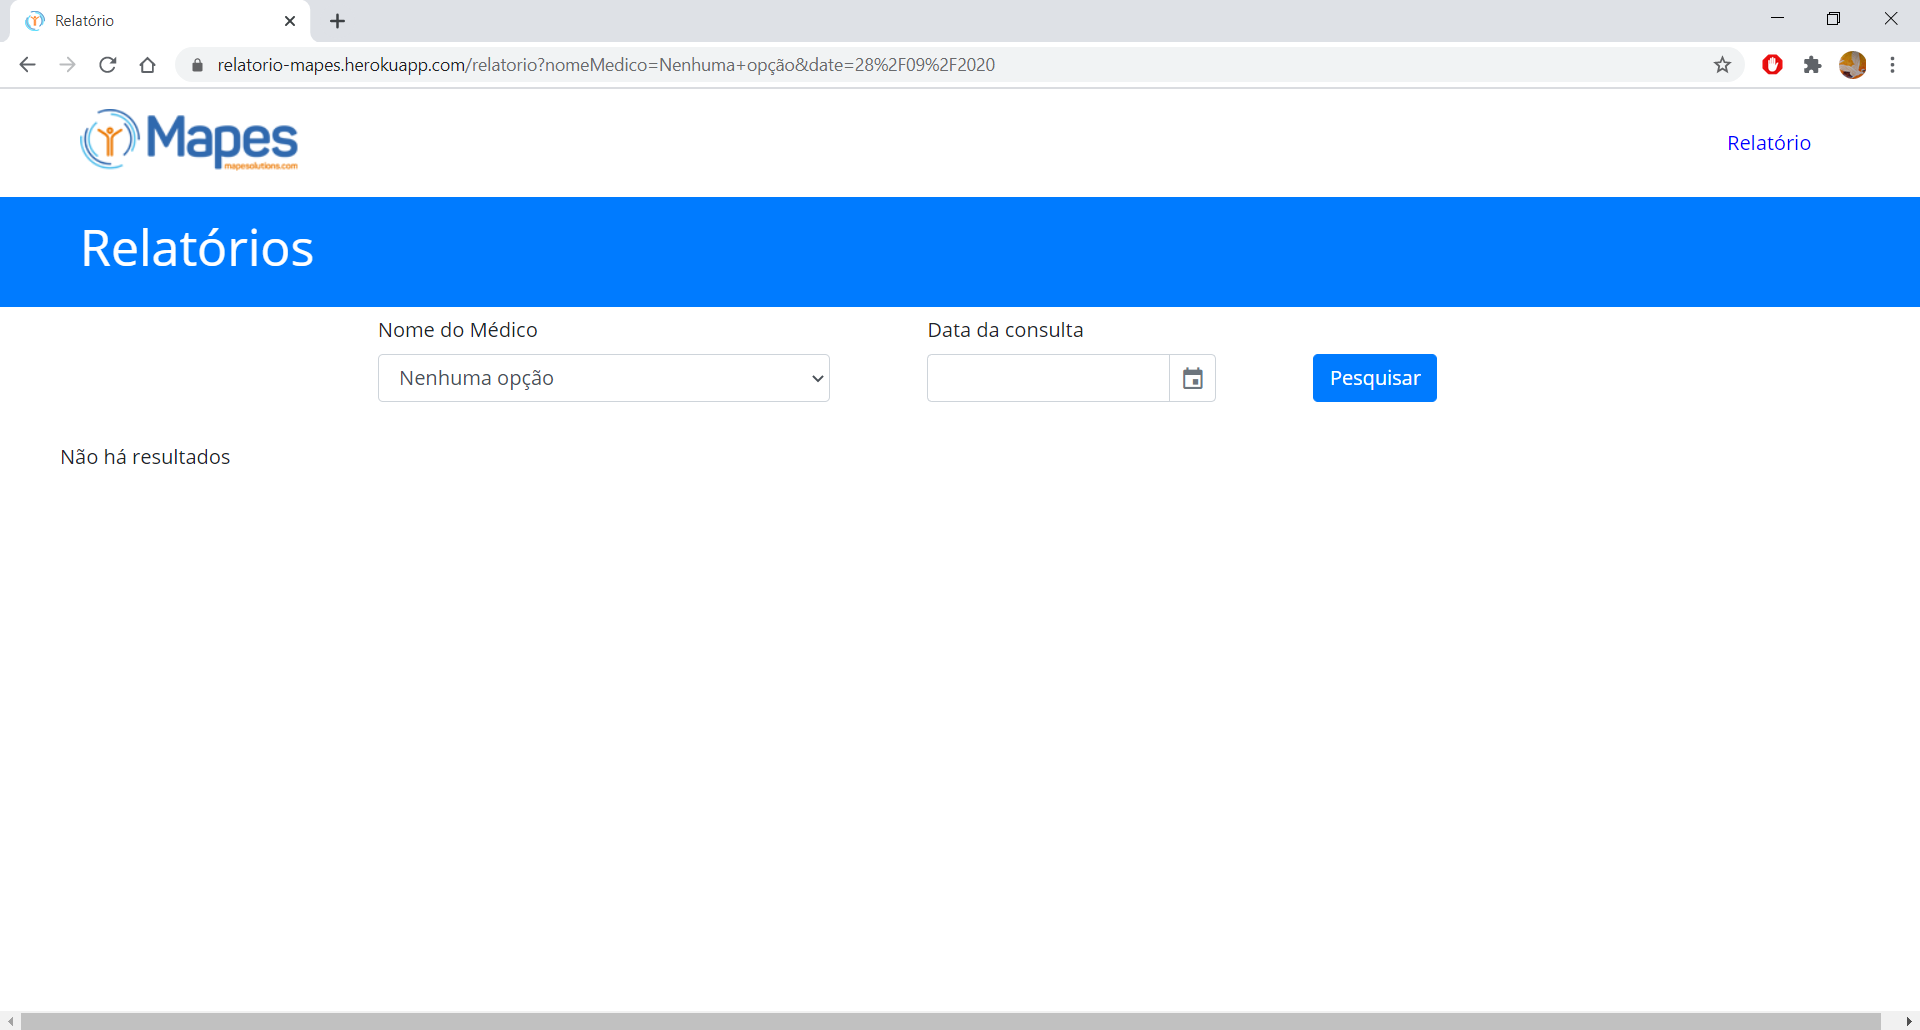 Relatório
relatorio-mapes.herokuapp.com/relatorio?nomeMedico=Nenhuma+opção&date=28%2F09%2F2020
Mapes
mapesolutions.com
Relatório
Relatórios
Nome do Médico
Data da consulta
Nenhuma opção
Pesquisar
Não há resultados